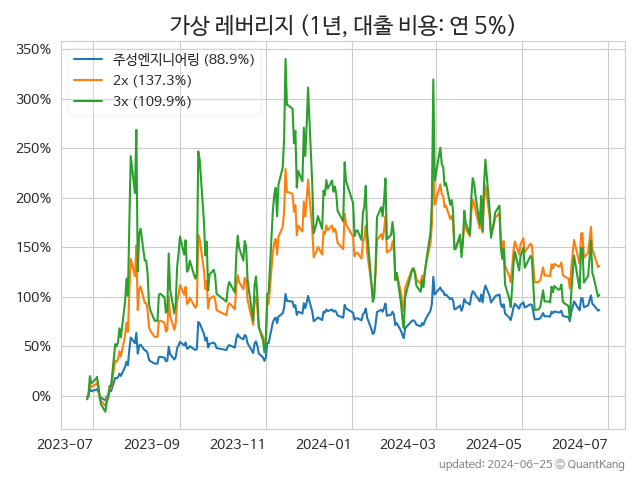 가상 레버리지 (1년, 대출 비용: 연 5%)
350%
300%
250%
200%
150%
100%
50%
0%
주성엔지니어링 (88.9%)
2x (137.3%)
3x (109.9%)
2023-07 2023-09 2023-11 2024-01 2024-03 2024-05 2024-07
updated: 2024-06-25 © QuantKang